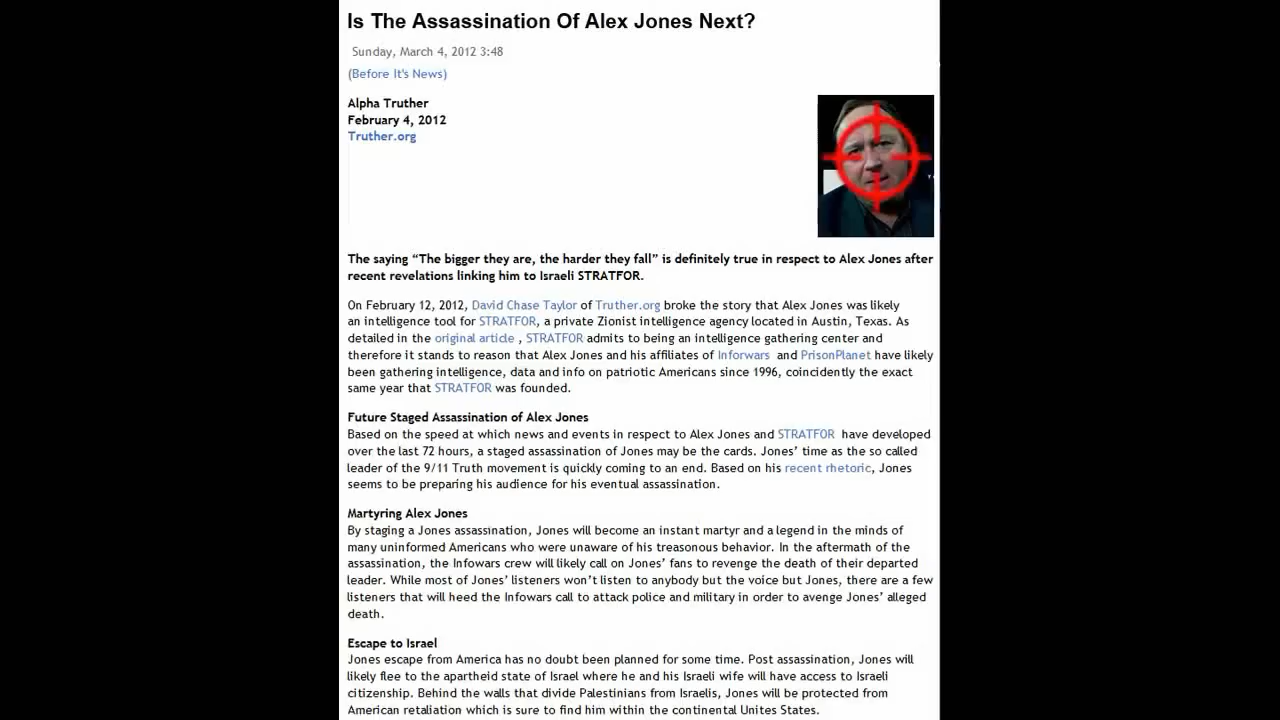 Is The Assassination Of Alex Jones Next?
Sunday, March 4, 2012 3:48
(Before It's News)
Alpha Truther
February 4, 2012
Truther.org
The saying “The bigger they are, the harder they fall” is definitely true in respect to Alex Jones after
recent revelations linking him to Israeli STRATFOR.
On February 12, 2012, David Chase Taylor of Truther.org broke the story that Alex Jones was likely
an intelligence tool for STRATFOR, a private Zionist intelligence agency located in Austin, Texas. As
detailed in the original article , STRATFOR admits to being an intelligence gathering center and
therefore it stands to reason that Alex Jones and his affiliates of Inforwars and PrisonPlanet have likely
been gathering intelligence, data and info on patriotic Americans since 1996, coincidently the exact
same year that STRATFOR was founded.
Future Staged Assassination of Alex Jones
Based on the speed at which news and events in respect to Alex Jones and STRATFOR have developed
over the last 72 hours, a staged assassination of Jones may be the cards. Jones’ time as the so called
leader of the 9/11 Truth movement is quickly coming to an end. Based on his recent rhetoric, Jones
seems to be preparing his audience for his eventual assassination.
Martyring Alex Jones
By staging a Jones assassination, Jones will become an instant martyr and a legend in the minds of
many uninformed Americans who were unaware of his treasonous behavior. In the aftermath of the
assassination, the Infowars crew will likely call on Jones’ fans to revenge the death of their departed
leader. While most of Jones’ listeners won’t listen to anybody but the voice but Jones, there are a few
listeners that will heed the Infowars call to attack police and military in order to avenge Jones’ alleged
death.
Escape to Israel
Jones escape from America has no doubt been planned for some time. Post assassination, Jones will
likely flee to the apartheid state of Israel where he and his Israeli wife will have access to Israeli
citizenship. Behind the walls that divide Palestinians from Israelis, Jones will be protected from
American retaliation which is sure to find him within the continental Unites States.